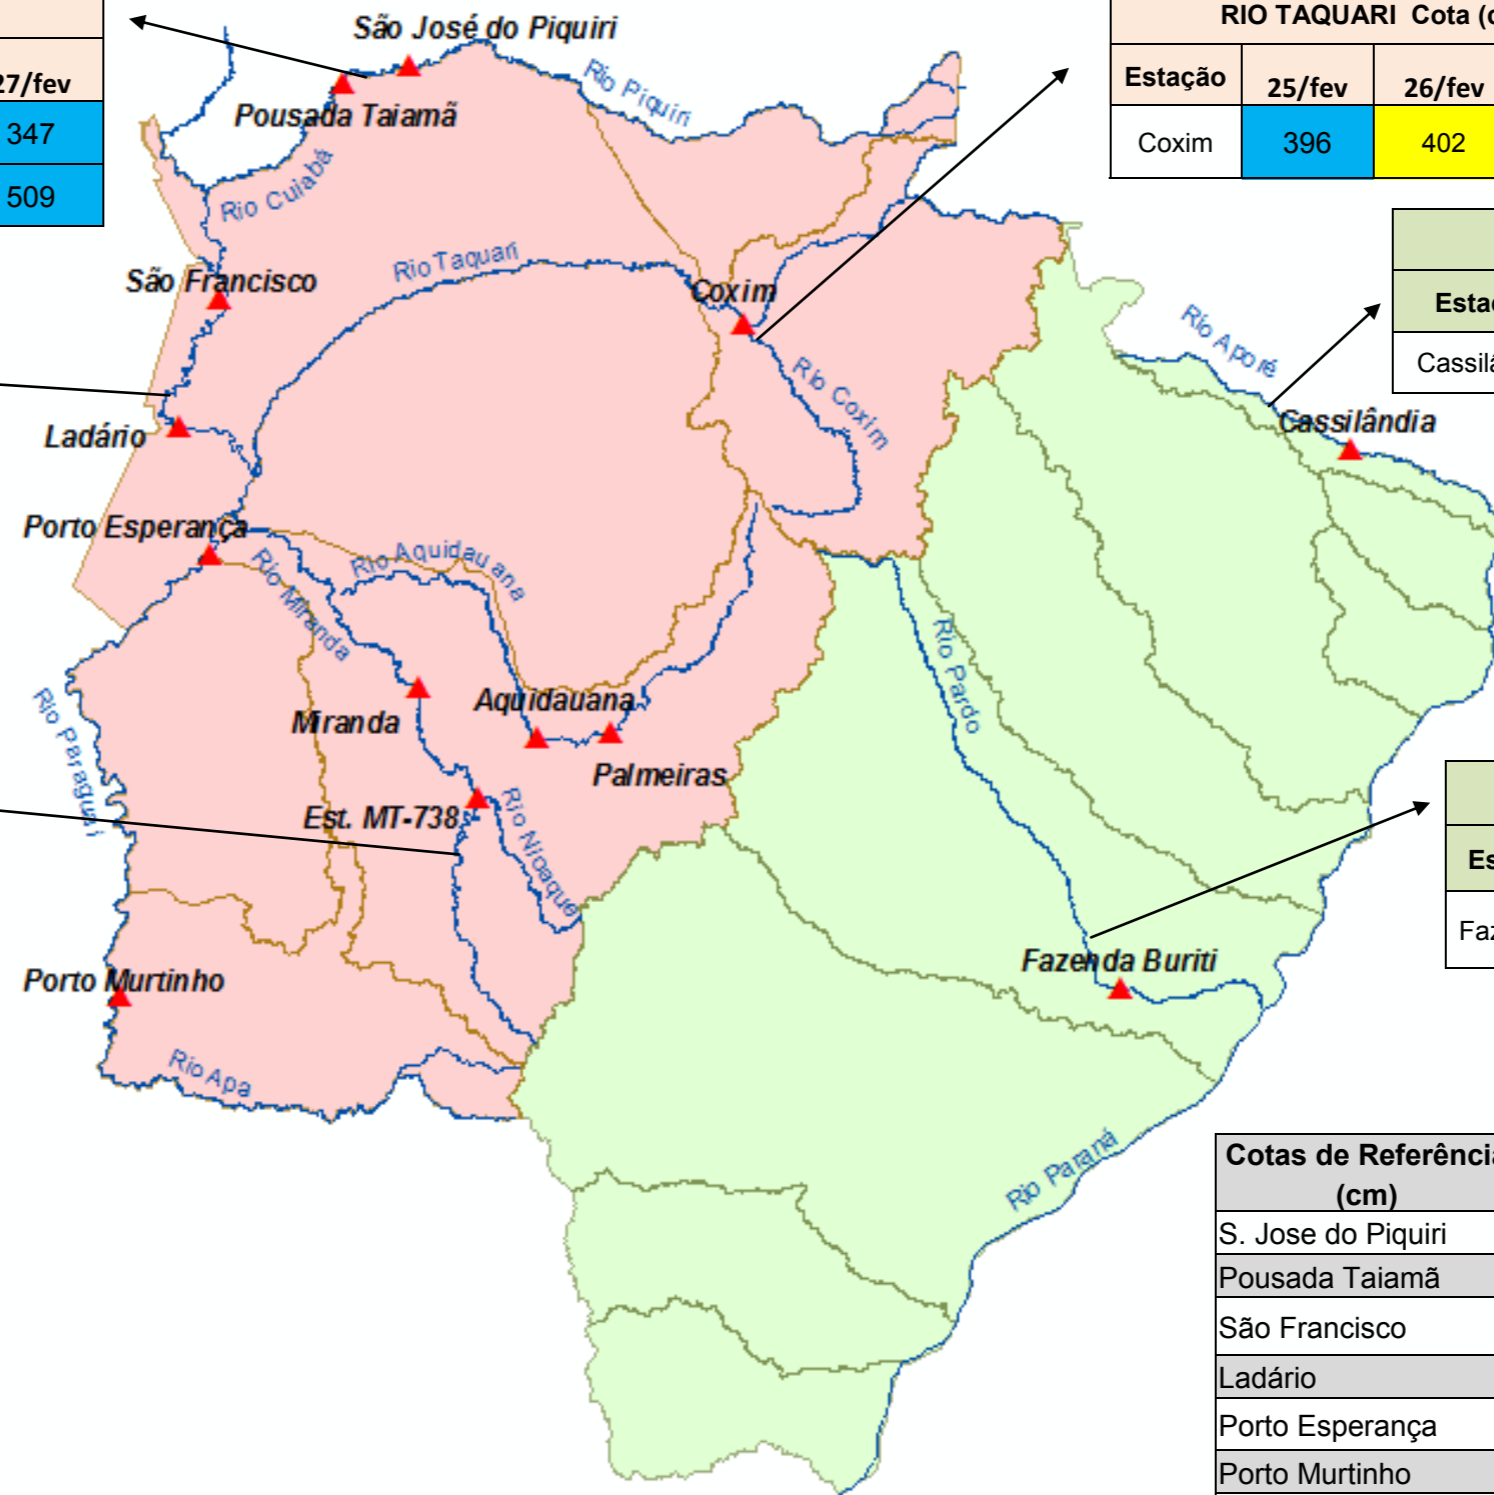 27/fev
347
509
RIO TAQUARI Cota (c
Estação
25/fev
26/fev
Coxim
396
402
São José do Piquiri
Pousada Taiamã
Rio Piquiri
Rio Cuiabá
São Francisco
Rio Taquari
Coxim
Rio Coxim
Esta
Cassil
Rio Aporé
Cassilândia
Ladário
Porto Esperança
Rio Miranda
Rio Aquidauana
Rio Pardo
Rio Paraguai
Miranda
Aquidauana
Palmeiras
Est. MT-738
Rio Nioaque
Es
Faz
Fazenda Buriti
Porto Murtinho
Rio Apa
Rio Paraná
Cotas de Referência
(cm)
S. Jose do Piquiri
Pousada Taiamã
São Francisco
Ladário
Porto Esperança
Porto Murtinho